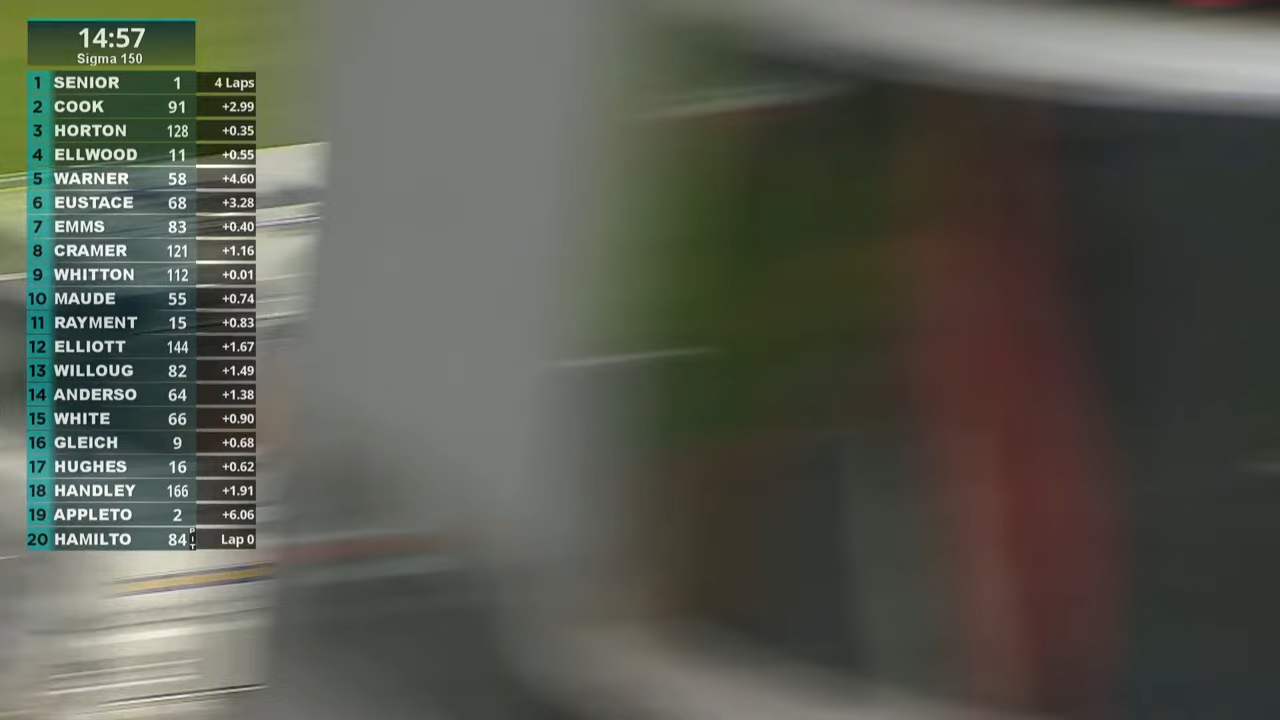 14:57
Sigma 150
1 SENIOR 1 4 Laps
2 COOK 91 +2.99
3 HORTON 128 +0.35
4 ELLWOOD 11 +0.55
5 WARNER 58 +4.60
6 EUSTACE 68 +3.28
7 EMMS 83 +0.40
8 CRAMER 121 +1.16
9 WHITTON 112 +0.01
10 MAUDE 55 +0.74
11 RAYMENT 15 +0.83
12 ELLIOTT 144 +1.67
13 WILLOUG 82 +1.49
14 ANDERSO 64 +1.38
15 WHITE 66 +0.90
16 GLEICH 9 +0.68
17 HUGHES 16 +0.62
18 HANDLEY 166 +1.91
19 APPLETO 2 +6.06
20 HAMILTO 84 PIT Lap 0